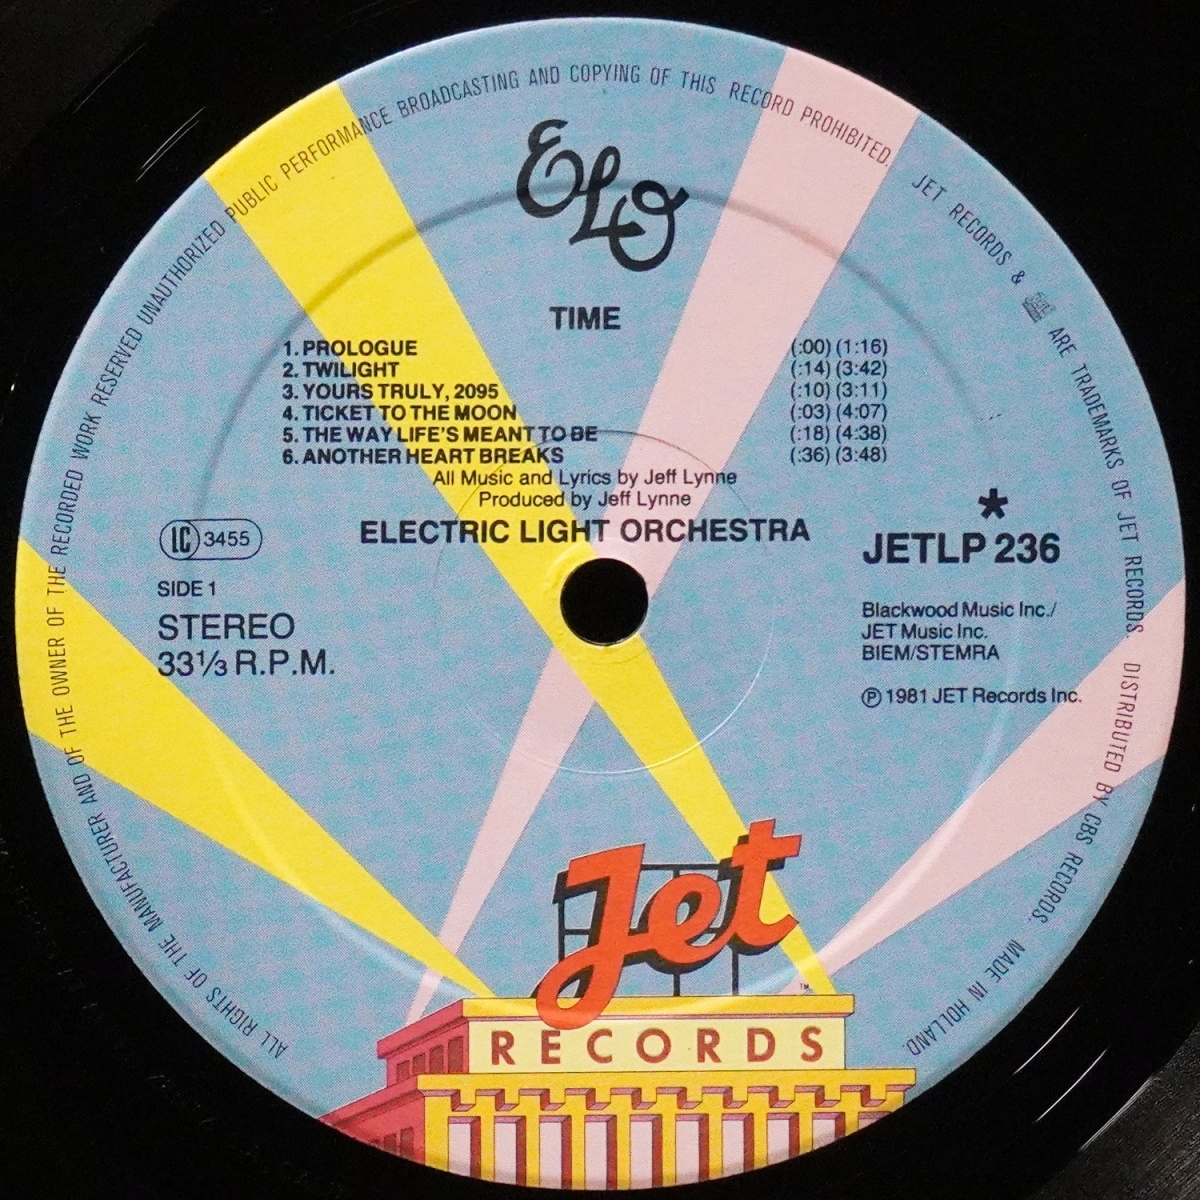 ALL RIGHTS OF THE MANUFACTURER AND OF THE OWNER OF THE RECORDED WORK RESERVED UNAUTHORIZED PUBLIC PERFORMANCE BROADCASTING AND COPYING OF THIS RECORD PROHIBITED.
JET RECORDS & ARE TRADEMARKS OF JET RECORDS. DISTRIBUTED BY CBS RECORDS. MADE IN HOLLAND.
ELO
TIME
1. PROLOGUE (:00) (1:16)
2. TWILIGHT (:14) (3:42)
3. YOURS TRULY, 2095 (:10) (3:11)
4. TICKET TO THE MOON (:03) (4:07)
5. THE WAY LIFE'S MEANT TO BE (:18) (4:38)
6. ANOTHER HEART BREAKS (:36) (3:48)
All Music and Lyrics by Jeff Lynne
Produced by Jeff Lynne
ELECTRIC LIGHT ORCHESTRA
LC 3455
SIDE 1
STEREO
33⅓ R.P.M.
*
JETLP 236
Blackwood Music Inc./
JET Music Inc.
BIEM/STEMRA
Ⓟ 1981 JET Records Inc.
Jet
TM
RECORDS